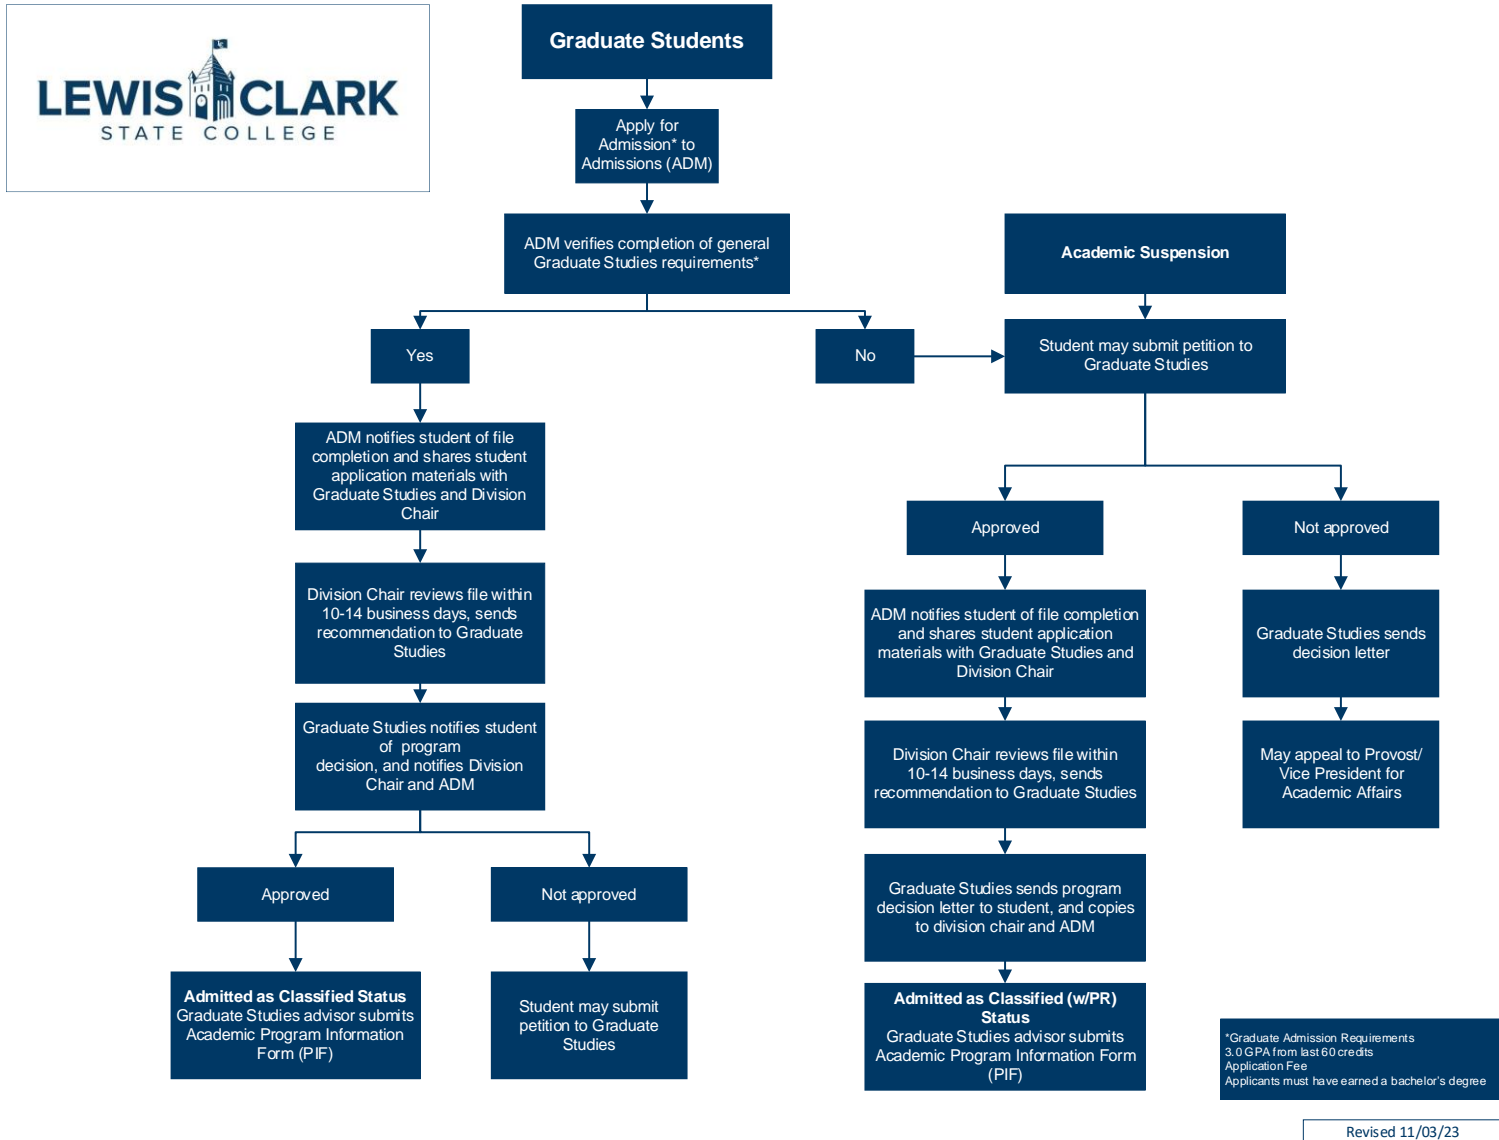 LEWIS CLARK
STATE COLLEGE
Graduate Students
Apply for
Admission* to
Admissions (ADM)
ADM verifies completion of general
Graduate Studies requirements*
Academic Suspension
Yes
No
Student may submit petition to
Graduate Studies
ADM notifies student of file
completion and shares student
application materials with
Graduate Studies and Division
Chair
Division Chair reviews file within
10-14 business days, sends
recommendation to Graduate
Studies
Graduate Studies notifies student
of program
decision, and notifies Division
Chair and ADM
Approved
Not approved
Admitted as Classified Status
Graduate Studies advisor submits
Academic Program Information
Form (PIF)
Student may submit
petition to Graduate
Studies
Approved
Not approved
ADM notifies student of file completion
and shares student application
materials with Graduate Studies and
Division Chair
Graduate Studies sends
decision letter
Division Chair reviews file within
10-14 business days, sends
recommendation to Graduate Studies
May appeal to Provost/
Vice President for
Academic Affairs
Graduate Studies sends program
decision letter to student, and copies
to division chair and ADM
Admitted as Classified (w/PR)
Status
Graduate Studies advisor submits
Academic Program Information Form
(PIF)
*Graduate Admission Requirements
3.0 GPA from last 60 credits
Application Fee
Applicants must have earned a bachelor's degree
Revised 11/03/23